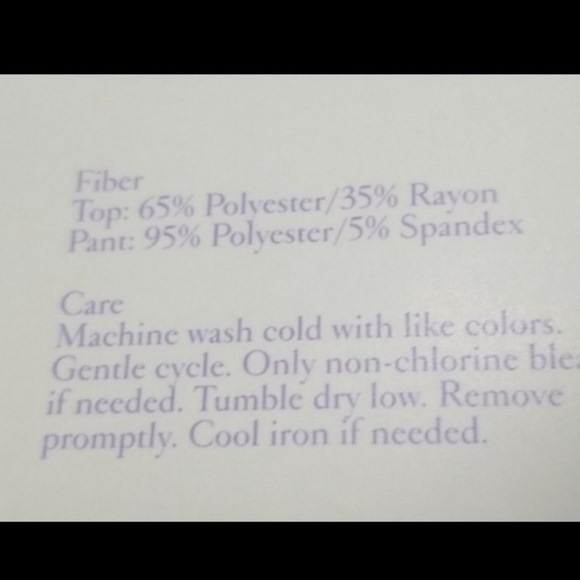 Fiber
Top: 65% Polyester/35% Rayon
Pant: 95% Polyester/5% Spandex
Care
Machine wash cold with like colors.
Gentle cycle. Only non-chlorine
if needed. Tumble dry low. Remove
promptly. Cool iron if needed.